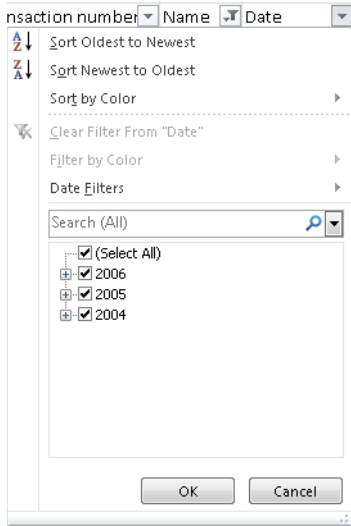 nsaction number Name Date
Sort Oldest to Newest
Sort Newest to Oldest
Sort by Color
Clear Filter From "Date"
Filter by Color
Date Filters
Search (All)
(Select All)
2006
2005
2004
OK Cancel